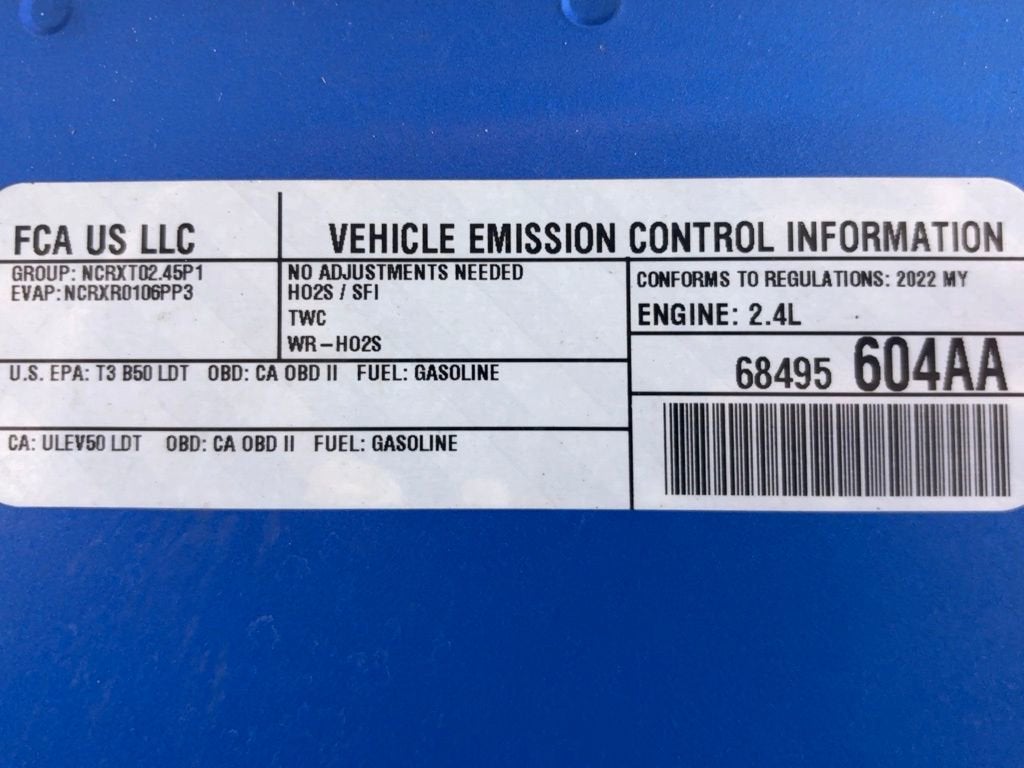 FCA US LLC
VEHICLE EMISSION CONTROL INFORMATION
GROUP: NCRXT02.45P1
EVAP: NCRXR0106PP3
NO ADJUSTMENTS NEEDED
HO2S / SFI
TWC
WR-HO2S
CONFORMS TO REGULATIONS: 2022 MY
ENGINE: 2.4L
68495 604AA
U.S. EPA: T3 B50 LDT OBD: CA OBD II FUEL: GASOLINE
CA: ULEV50 LDT OBD: CA OBD II FUEL: GASOLINE